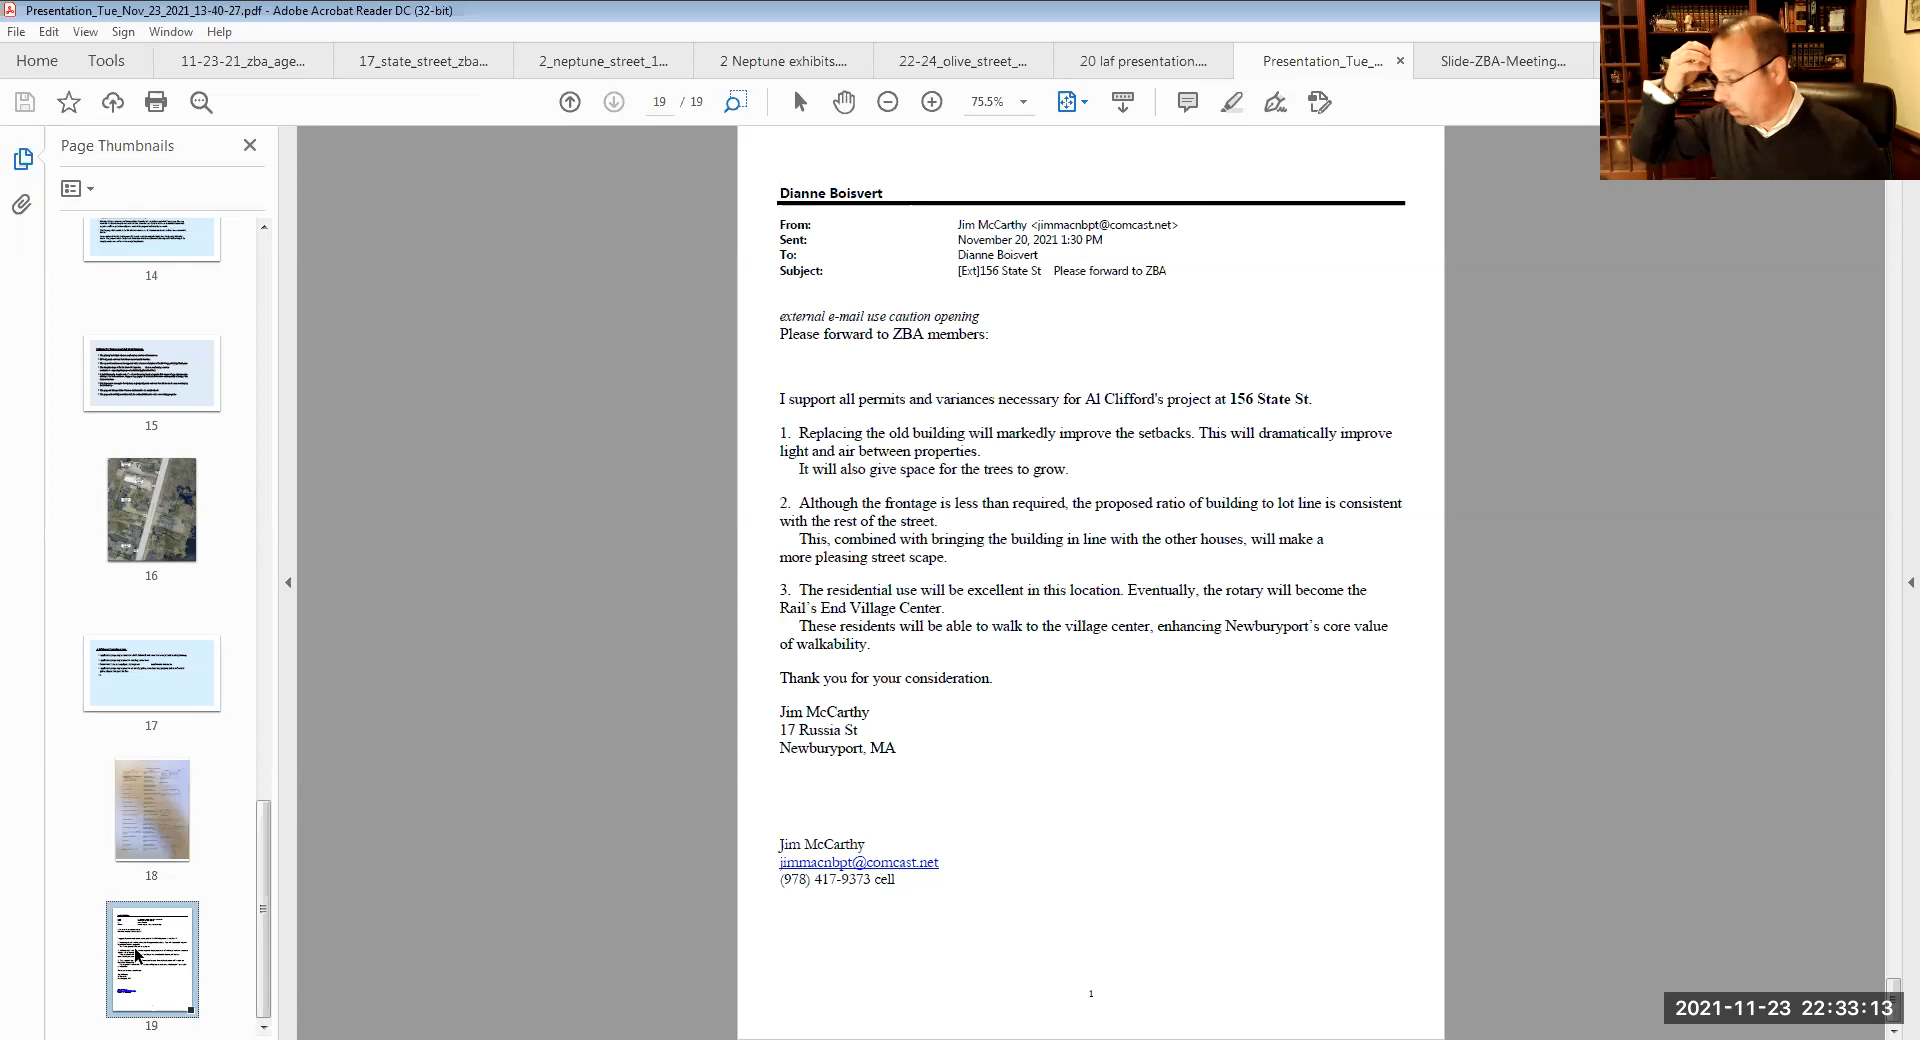 Presentation_Tue_Nov_23_2021_13-40-27.pdf - Adobe Acrobat Reader DC (32-bit)
File Edit View Sign Window Help
Home Tools 11-23-21_zba_age... 17_state_street_zba... 2_neptune_street_1... 2 Neptune exhibits.... 22-24_olive_street_... 20 laf presentation.... Presentation_Tue_... Slide-ZBA-Meeting...
19 / 19 75.5%
Page Thumbnails
14
15
16
17
18
19
Dianne Boisvert
From: Jim McCarthy <jimmacnbpt@comcast.net>
Sent: November 20, 2021 1:30 PM
To: Dianne Boisvert
Subject: [Ext]156 State St Please forward to ZBA
external e-mail use caution opening
Please forward to ZBA members:
I support all permits and variances necessary for Al Clifford's project at 156 State St.
1. Replacing the old building will markedly improve the setbacks. This will dramatically improve
light and air between properties.
It will also give space for the trees to grow.
2. Although the frontage is less than required, the proposed ratio of building to lot line is consistent
with the rest of the street.
This, combined with bringing the building in line with the other houses, will make a
more pleasing street scape.
3. The residential use will be excellent in this location. Eventually, the rotary will become the
Rail's End Village Center.
These residents will be able to walk to the village center, enhancing Newburyport's core value
of walkability.
Thank you for your consideration.
Jim McCarthy
17 Russia St
Newburyport, MA
Jim McCarthy
jimmacnbpt@comcast.net
(978) 417-9373 cell
1
2021-11-23 22:33:13